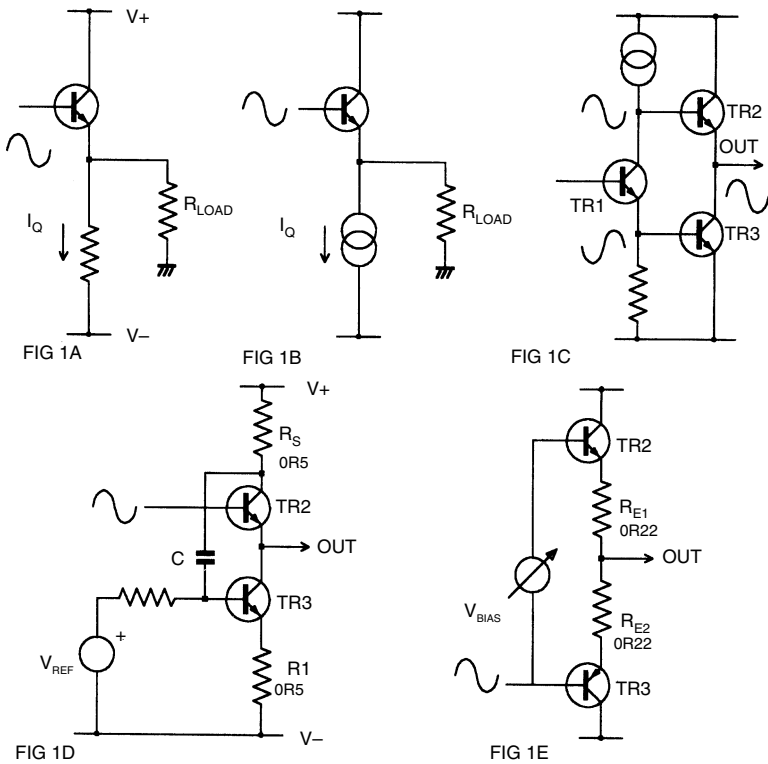 V+
I_Q
R_LOAD
V–
FIG 1A
I_Q
R_LOAD
FIG 1B
TR2
OUT
TR1
TR3
FIG 1C
V+
R_S
0R5
TR2
OUT
C
TR3
+
V_REF
R1
0R5
V–
FIG 1D
TR2
R_E1
0R22
OUT
V_BIAS
R_E2
0R22
TR3
FIG 1E